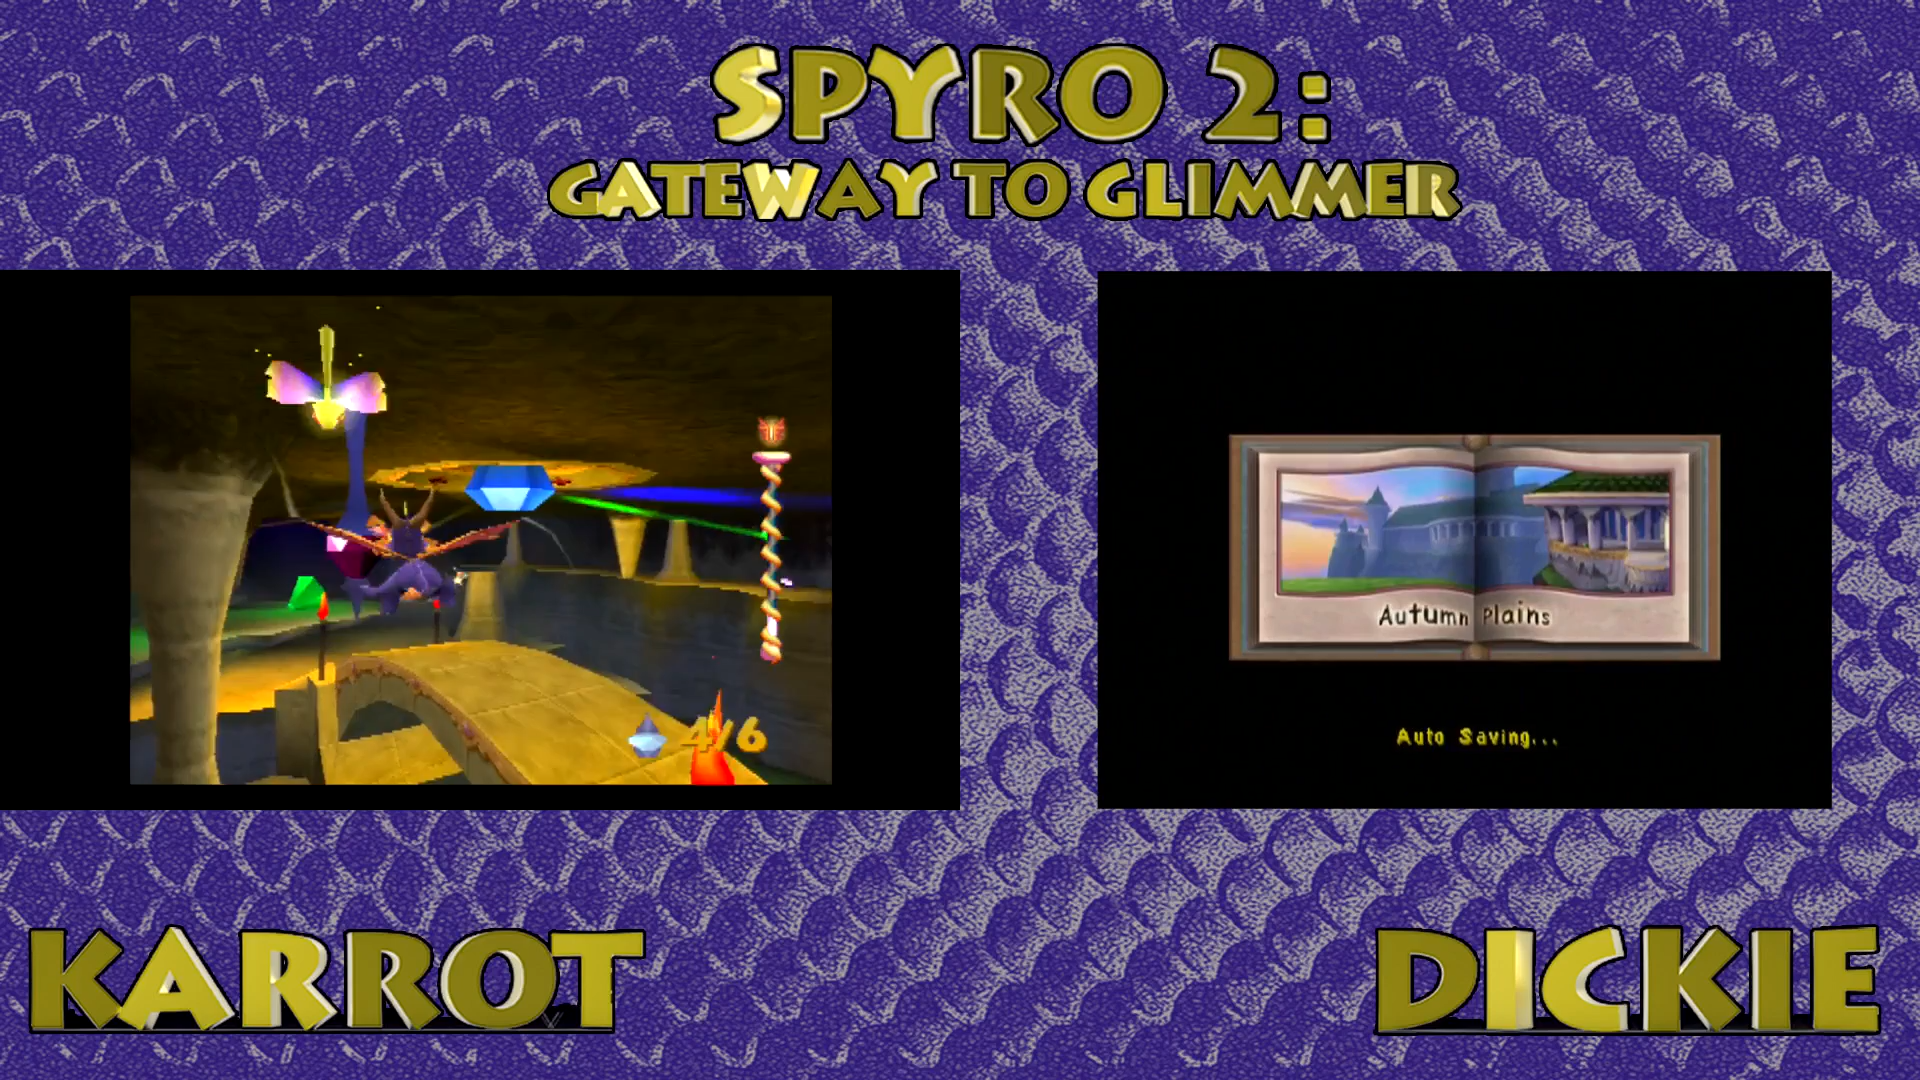 SPYRO 2:
GATEWAY TO GLIMMER
4/6
Autumn Plains
Auto Saving...
KARROT
DICKIE